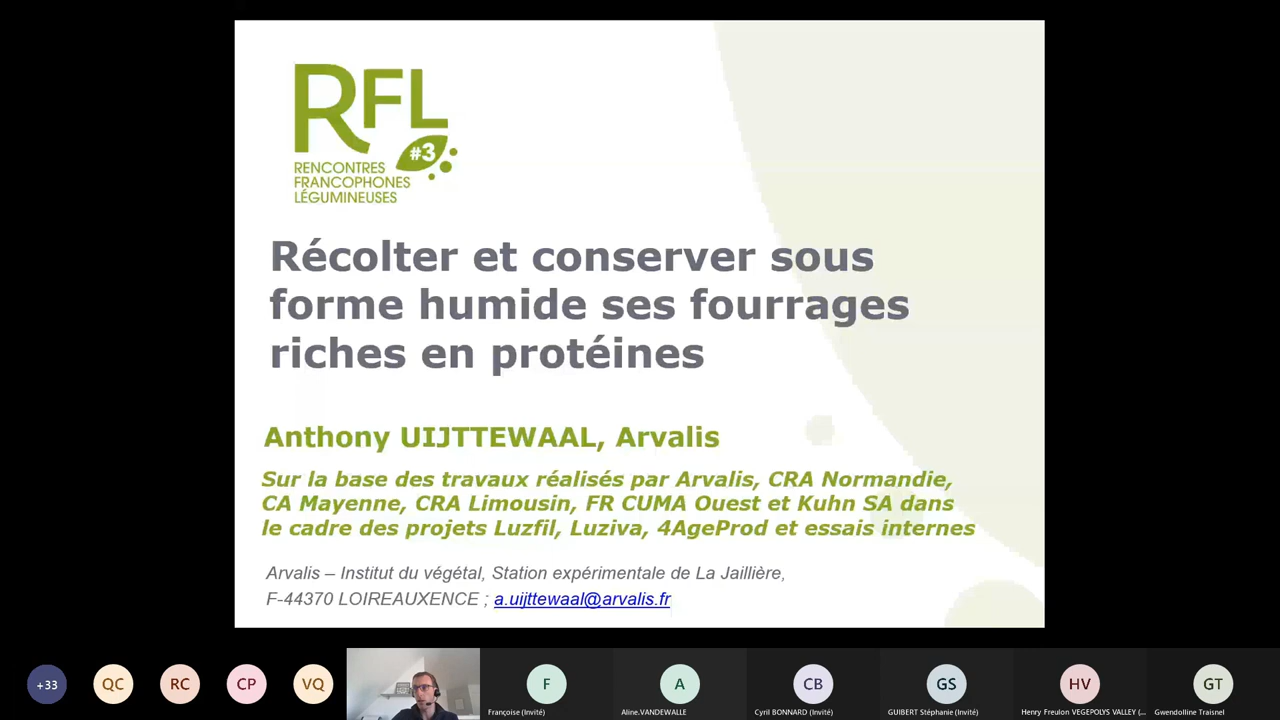 RFL
#3
RENCONTRES
FRANCOPHONES
LÉGUMINEUSES
Récolter et conserver sous
forme humide ses fourrages
riches en protéines
Anthony UIJTTEWAAL, Arvalis
Sur la base des travaux réalisés par Arvalis, CRA Normandie,
CA Mayenne, CRA Limousin, FR CUMA Ouest et Kuhn SA dans
le cadre des projets Luzfil, Luziva, 4AgeProd et essais internes
Arvalis – Institut du végétal, Station expérimentale de La Jaillière,
F-44370 LOIREAUXENCE ; a.uijttewaal@arvalis.fr
+33
QC
RC
CP
VQ
F
Françoise (Invité)
A
Aline.VANDEWALLE
CB
Cyril BONNARD (Invité)
GS
GUIBERT Stéphanie (Invité)
HV
Henry Freulon VEGEPOLYS VALLEY (...
GT
Gwendolline Traisnel